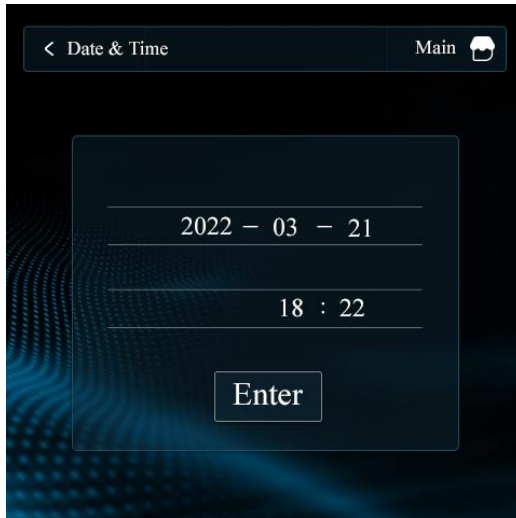 < Date & Time Main
2022 – 03 – 21
18 : 22
Enter